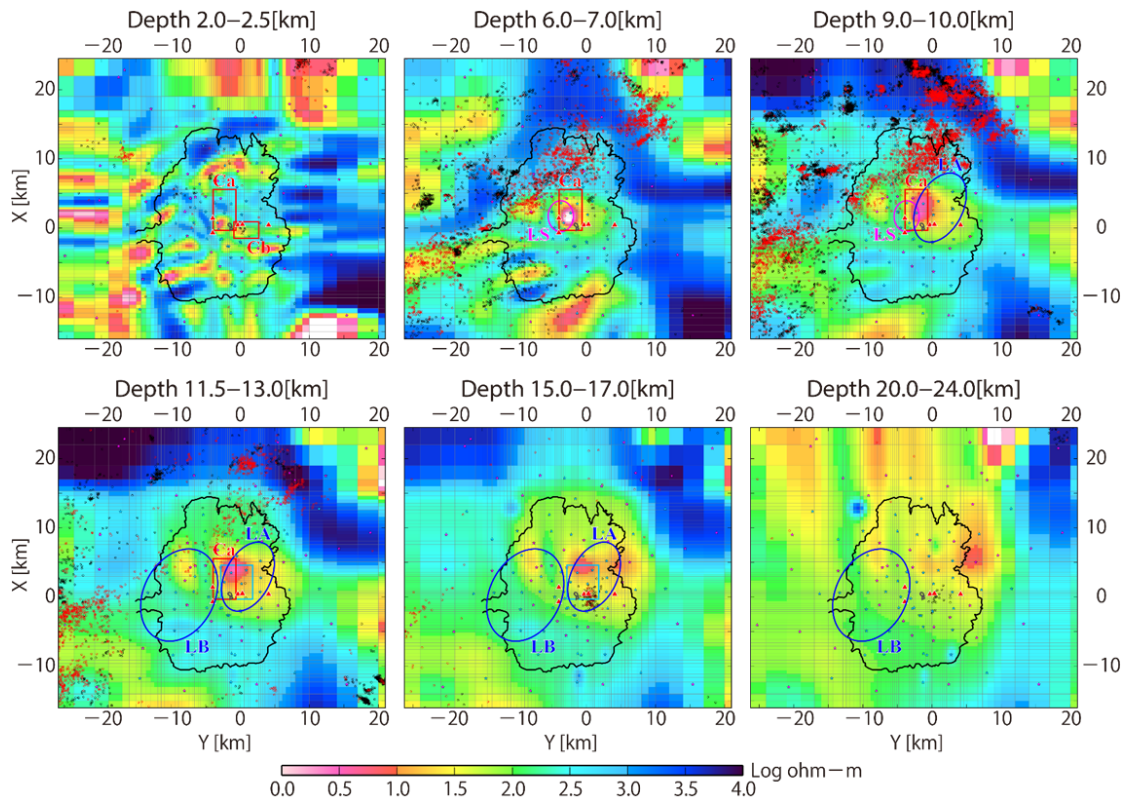 Depth 2.0−2.5[km] Depth 6.0−7.0[km] Depth 9.0−10.0[km]
−20 −10 0 10 20 −20 −10 0 10 20 −20 −10 0 10 20
20 20
10 10
X [km] 0 0
−10 −10
Ca Ca LA
Cb LS Ca
LS
−20 −10 0 10 20 −20 −10 0 10 20 −20 −10 0 10 20
Depth 11.5−13.0[km] Depth 15.0−17.0[km] Depth 20.0−24.0[km]
−20 −10 0 10 20 −20 −10 0 10 20 −20 −10 0 10 20
20 20
10 10
X [km] 0 0
−10 −10
LA LA
Ca
LB LB LB
−20 −10 0 10 20 −20 −10 0 10 20 −20 −10 0 10 20
Y [km] Y [km] Y [km]
Log ohm−m
0.0 0.5 1.0 1.5 2.0 2.5 3.0 3.5 4.0